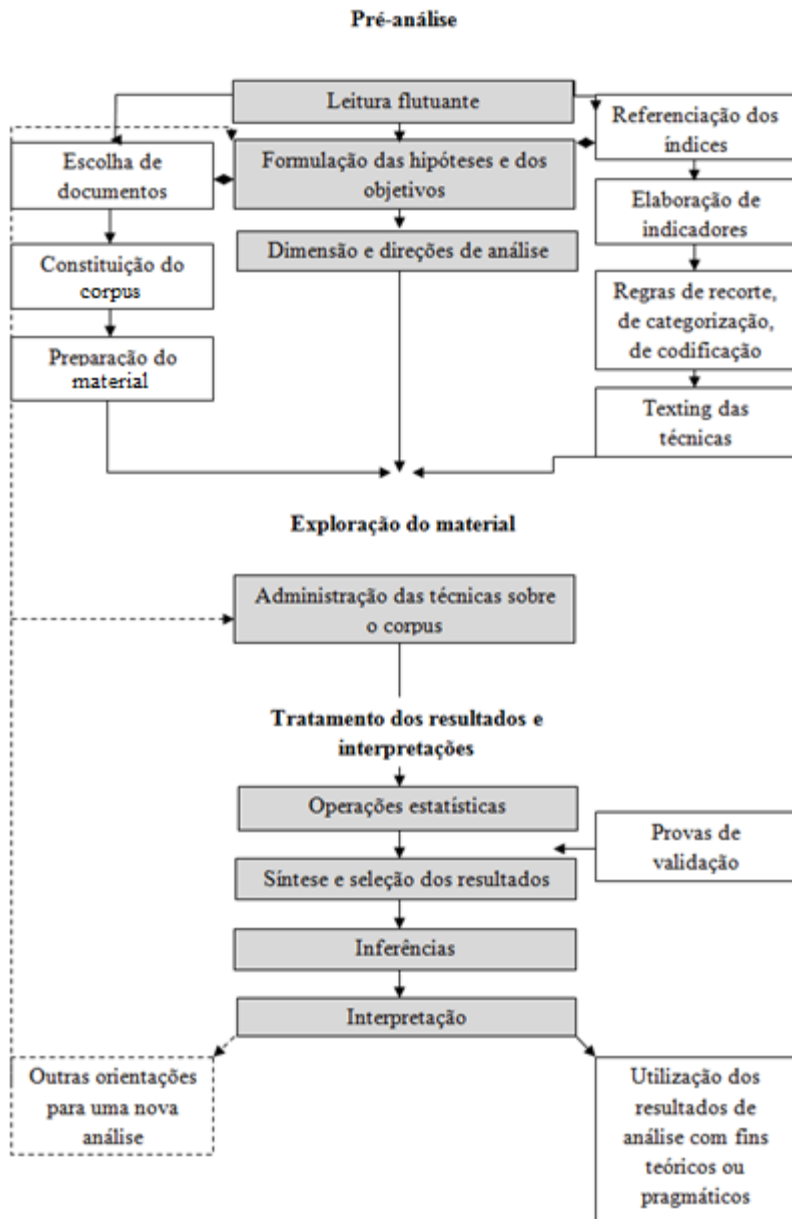 Pré-análise
Leitura flutuante
Escolha de
documentos
Formulação das hipóteses e dos
objetivos
Referenciação dos
índices
Constituição do
corpus
Dimensão e direções de análise
Elaboração de
indicadores
Preparação do
material
Regras de recorte,
de categorização,
de codificação
Texting das
técnicas
Exploração do material
Administração das técnicas sobre
o corpus
Tratamento dos resultados e
interpretações
Operações estatísticas
Provas de
validação
Síntese e seleção dos resultados
Inferências
Interpretação
Outras orientações
para uma nova
análise
Utilização dos
resultados de
análise com fins
teóricos ou
pragmáticos